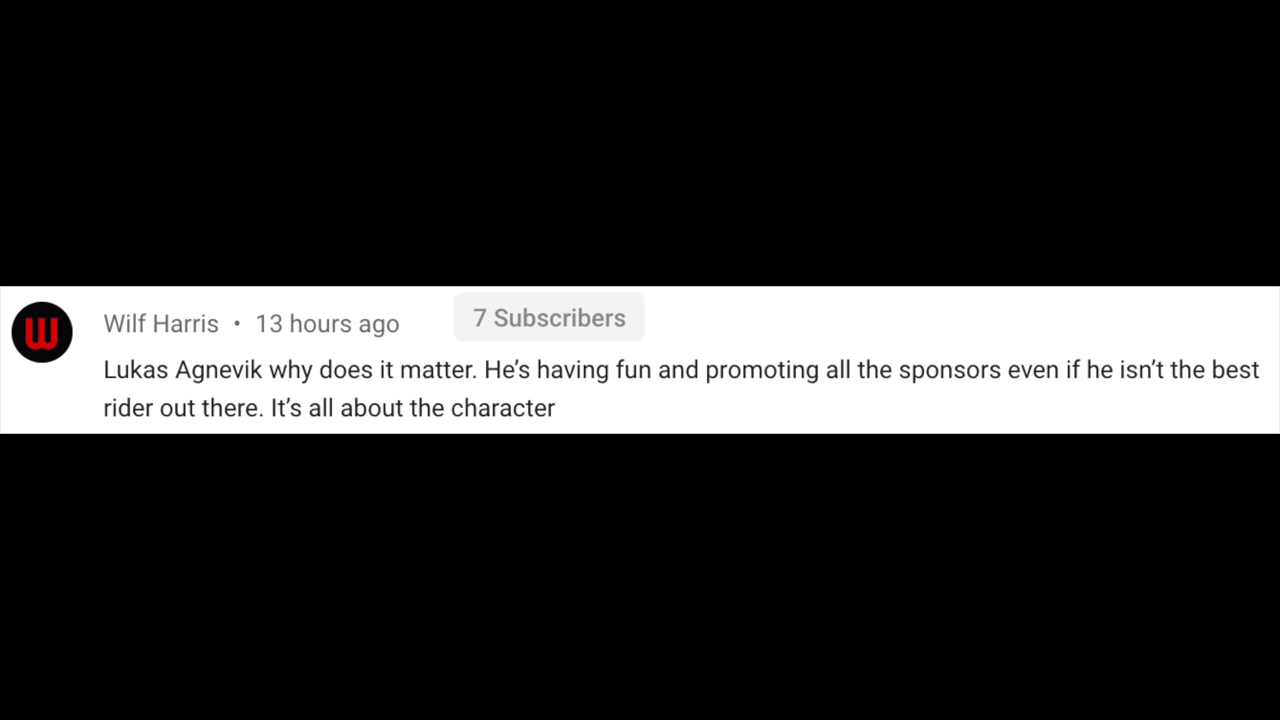 W
Wilf Harris • 13 hours ago
7 Subscribers
Lukas Agnevik why does it matter. He’s having fun and promoting all the sponsors even if he isn’t the best
rider out there. It’s all about the character